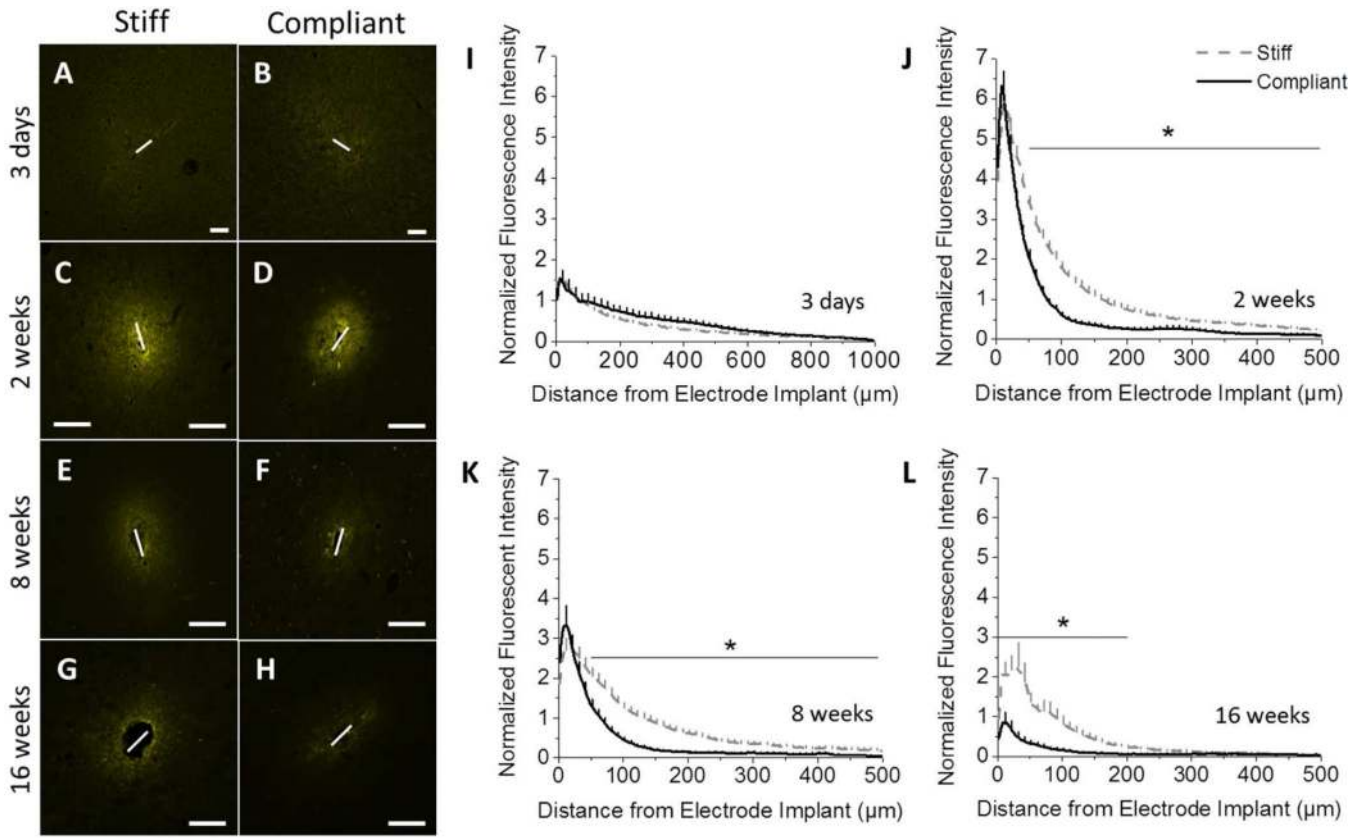 Stiff
Compliant
3 days
A
B
2 weeks
C
D
8 weeks
E
F
16 weeks
G
H
I
Normalized Fluorescence Intensity
7
6
5
4
3
2
1
0
3 days
0 200 400 600 800 1000
Distance from Electrode Implant (µm)
J
Normalized Fluorescence Intensity
7
6
5
4
3
2
1
0
Stiff
Compliant
*
2 weeks
0 100 200 300 400 500
Distance from Electrode Implant (µm)
K
Normalized Fluorescent Intensity
7
6
5
4
3
2
1
0
*
8 weeks
0 100 200 300 400 500
Distance from Electrode Implant (µm)
L
Normalized Fluorescence Intensity
7
6
5
4
3
2
1
0
*
16 weeks
0 100 200 300 400 500
Distance from Electrode Implant (µm)